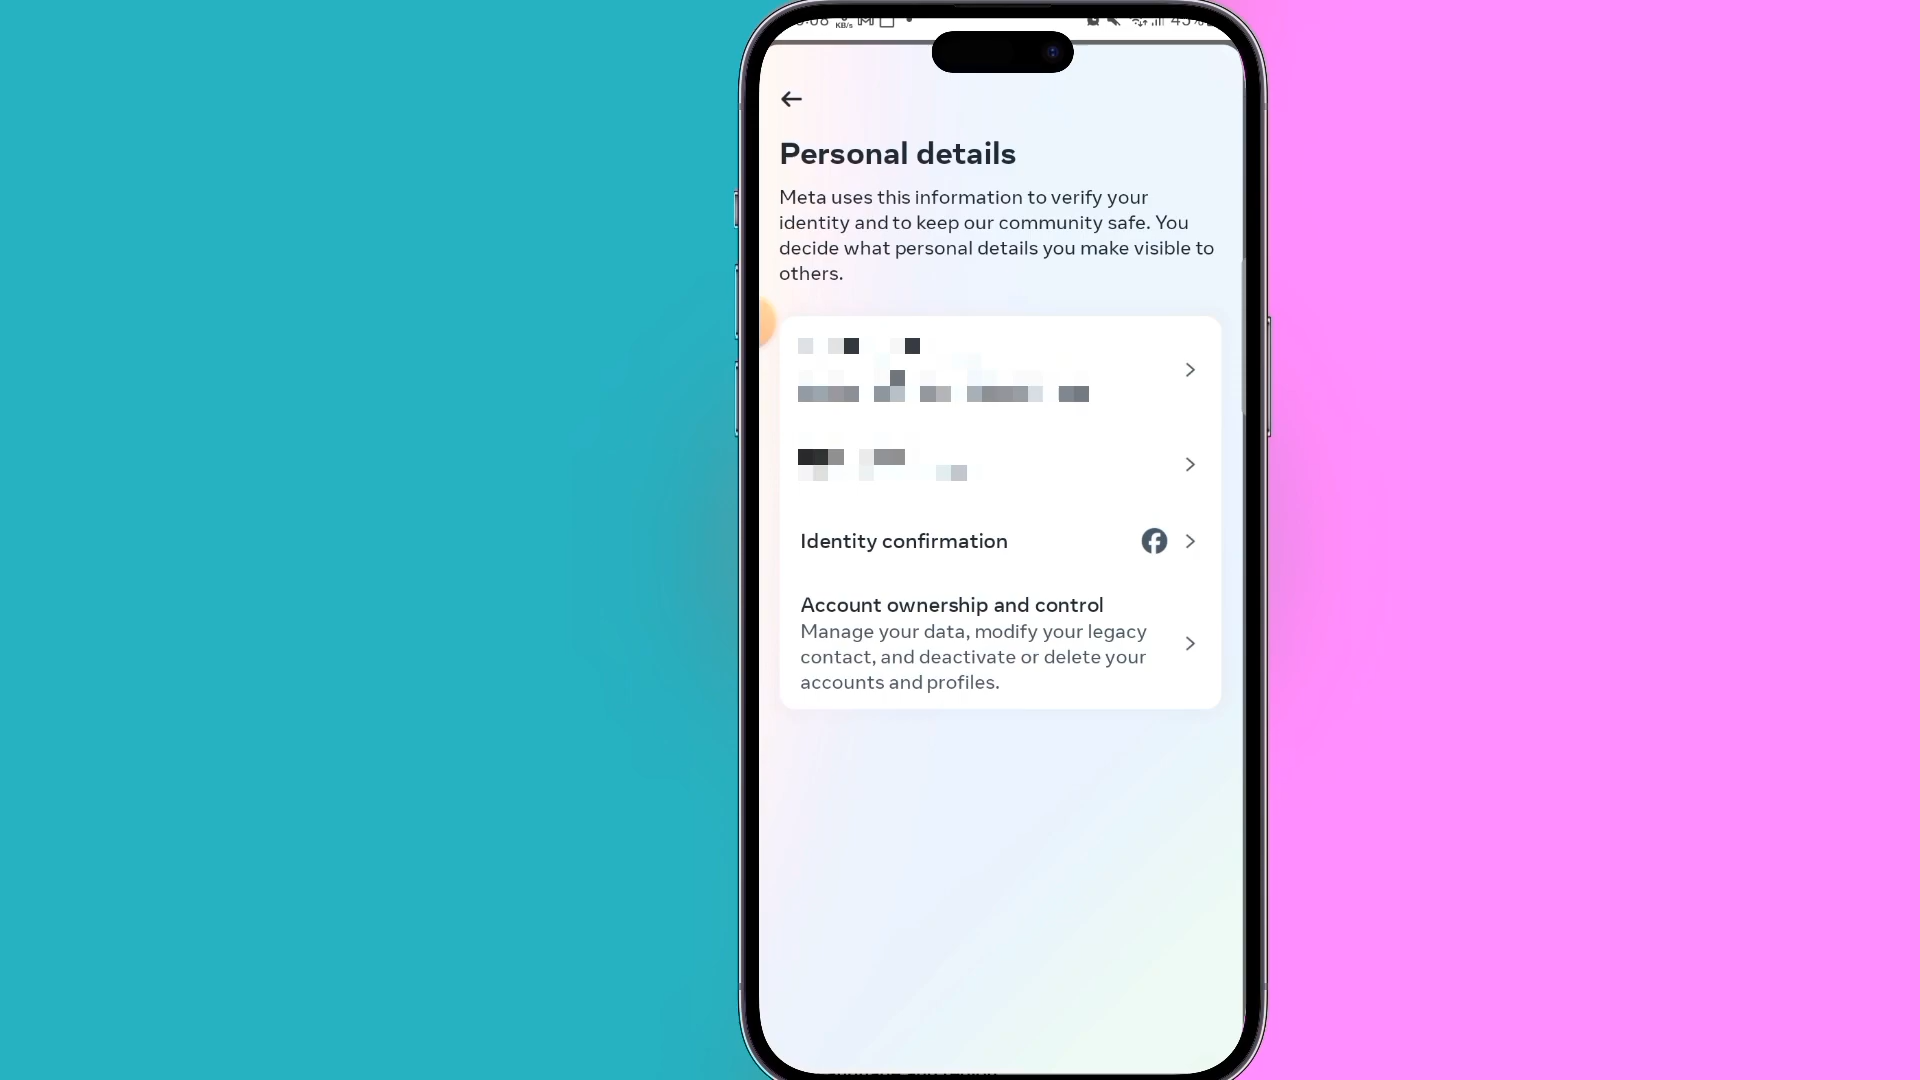 KB/s
Personal details
Meta uses this information to verify your
identity and to keep our community safe. You
decide what personal details you make visible to
others.
Identity confirmation
Account ownership and control
Manage your data, modify your legacy
contact, and deactivate or delete your
accounts and profiles.